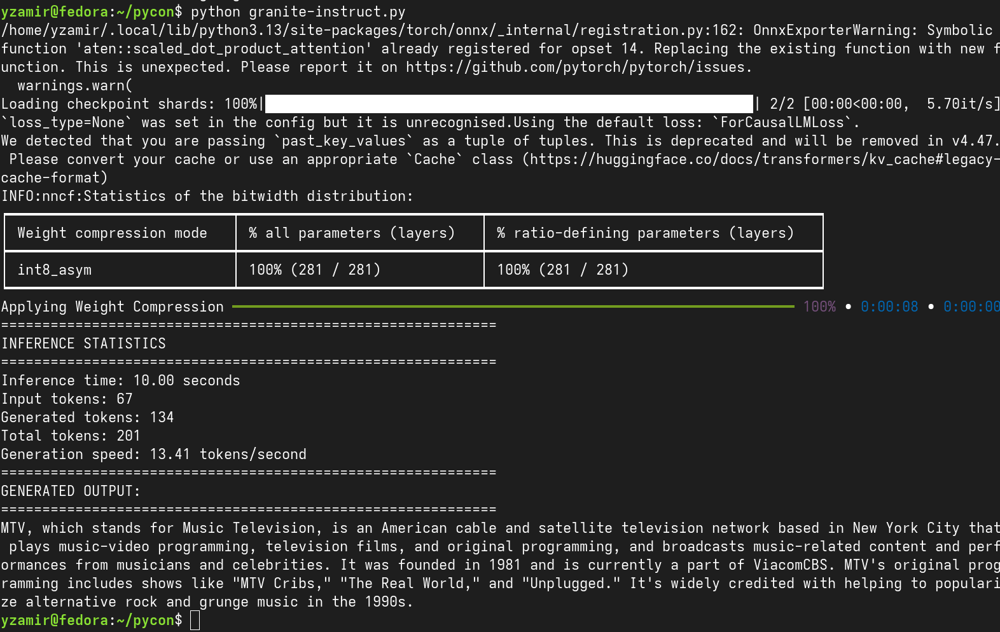 yzamir@fedora:~/pycon$ python granite-instruct.py
/home/yzamir/.local/lib/python3.13/site-packages/torch/onnx/_internal/registration.py:162: OnnxExporterWarning: Symbolic
function 'aten::scaled_dot_product_attention' already registered for opset 14. Replacing the existing function with new f
unction. This is unexpected. Please report it on https://github.com/pytorch/pytorch/issues.
  warnings.warn(
Loading checkpoint shards: 100%|██████████| 2/2 [00:00<00:00,  5.70it/s]
`loss_type=None` was set in the config but it is unrecognised.Using the default loss: `ForCausalLMLoss`.
We detected that you are passing `past_key_values` as a tuple of tuples. This is deprecated and will be removed in v4.47.
 Please convert your cache or use an appropriate `Cache` class (https://huggingface.co/docs/transformers/kv_cache#legacy-
cache-format)
INFO:nncf:Statistics of the bitwidth distribution:
Weight compression mode | % all parameters (layers) | % ratio-defining parameters (layers)
int8_asym | 100% (281 / 281) | 100% (281 / 281)
Applying Weight Compression 100% • 0:00:08 • 0:00:00
============================================================
INFERENCE STATISTICS
============================================================
Inference time: 10.00 seconds
Input tokens: 67
Generated tokens: 134
Total tokens: 201
Generation speed: 13.41 tokens/second
============================================================
GENERATED OUTPUT:
============================================================
MTV, which stands for Music Television, is an American cable and satellite television network based in New York City that
 plays music-video programming, television films, and original programming, and broadcasts music-related content and perf
ormances from musicians and celebrities. It was founded in 1981 and is currently a part of ViacomCBS. MTV's original prog
ramming includes shows like "MTV Cribs," "The Real World," and "Unplugged." It's widely credited with helping to populari
ze alternative rock and grunge music in the 1990s.
yzamir@fedora:~/pycon$